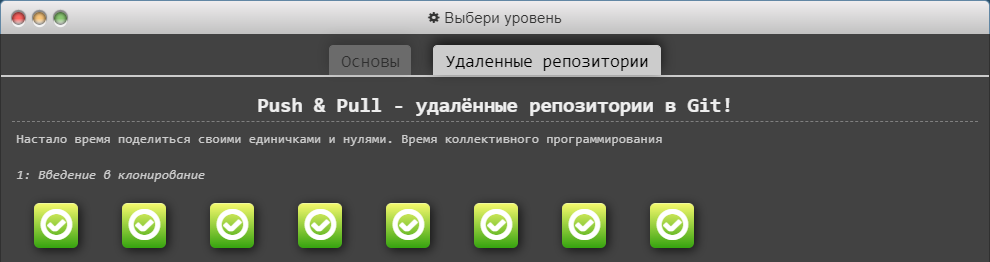 Выбери уровень
Основы
Удаленные репозитории
Push & Pull - удалённые репозитории в Git!
Настало время поделиться своими единичками и нулями. Время коллективного программирования
1: Введение в клонирование